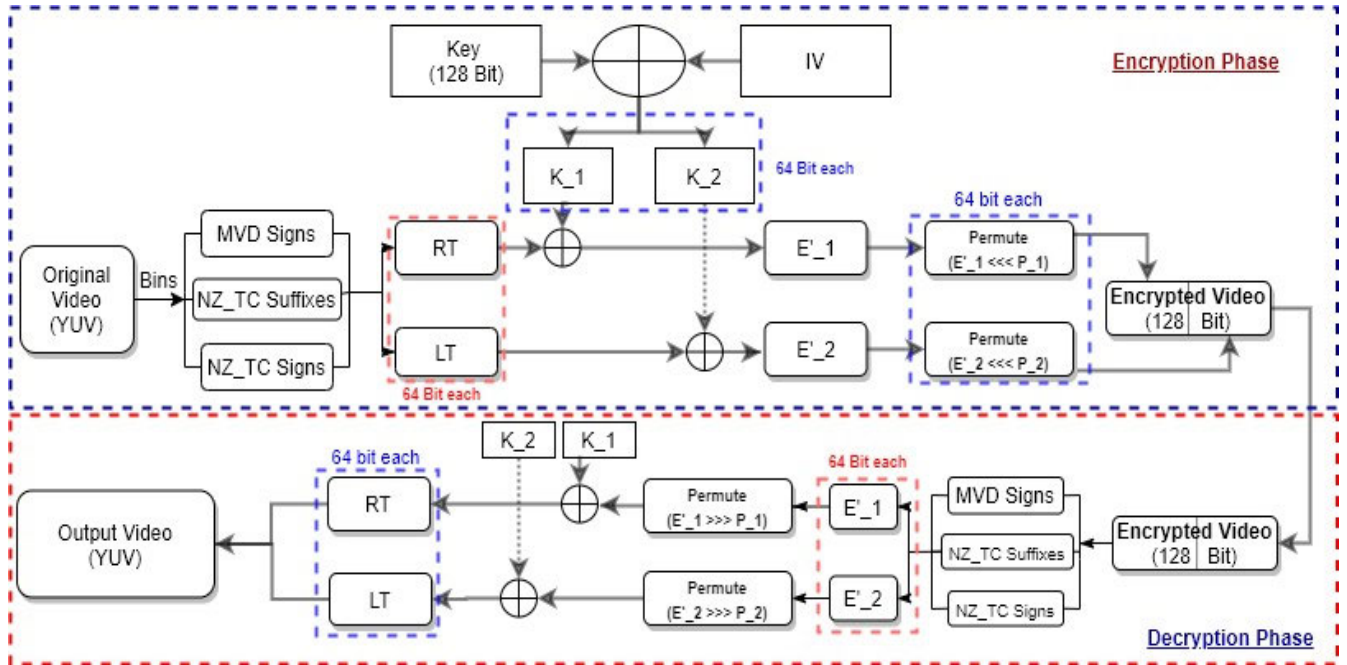 Key
(128 Bit)
IV
Encryption Phase
K_1
K_2
64 Bit each
MVD Signs
RT
E'_1
64 bit each
Permute
(E'_1 <<< P_1)
Original
Video
(YUV)
Bins
NZ_TC Suffixes
Encrypted Video
(128 Bit)
NZ_TC Signs
LT
E'_2
Permute
(E'_2 <<< P_2)
64 Bit each
K_2
K_1
64 bit each
64 Bit each
Output Video
(YUV)
RT
Permute
(E'_1 >>> P_1)
E'_1
MVD Signs
NZ_TC Suffixes
Encrypted Video
(128 Bit)
LT
Permute
(E'_2 >>> P_2)
E'_2
NZ_TC Signs
Decryption Phase